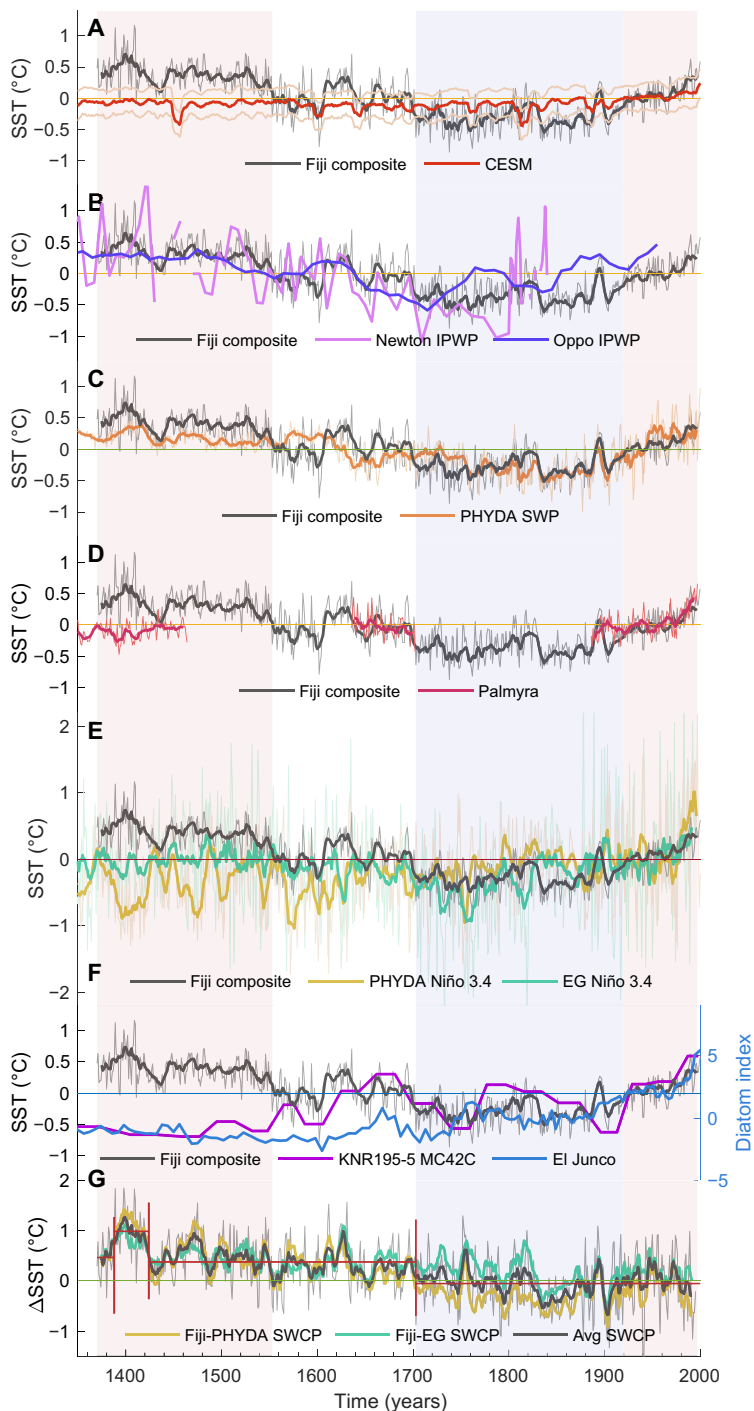 A
1
0.5
0
−0.5
−1
SST (°C)
Fiji composite CESM
B
1
0.5
0
−0.5
−1
SST (°C)
Fiji composite Newton IPWP Oppo IPWP
C
1
0.5
0
−0.5
−1
SST (°C)
Fiji composite PHYDA SWP
D
1
0.5
0
−0.5
−1
SST (°C)
Fiji composite Palmyra
E
2
1
0
−1
−2
SST (°C)
Fiji composite PHYDA Niño 3.4 EG Niño 3.4
F
1
0.5
0
−0.5
−1
SST (°C)
5
0
−5
Diatom index
Fiji composite KNR195-5 MC42C El Junco
G
2
1
0
−1
ΔSST (°C)
Fiji-PHYDA SWCP Fiji-EG SWCP Avg SWCP
1400 1500 1600 1700 1800 1900 2000
Time (years)